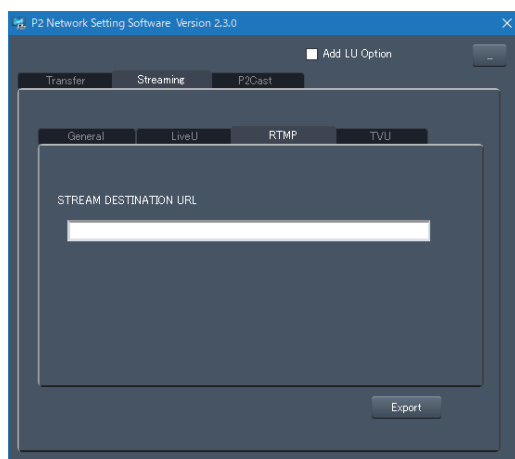 P2 Network Setting Software Version 2.3.0
Add LU Option
...
Transfer Streaming P2Cast
General LiveU RTMP TVU
STREAM DESTINATION URL
Export